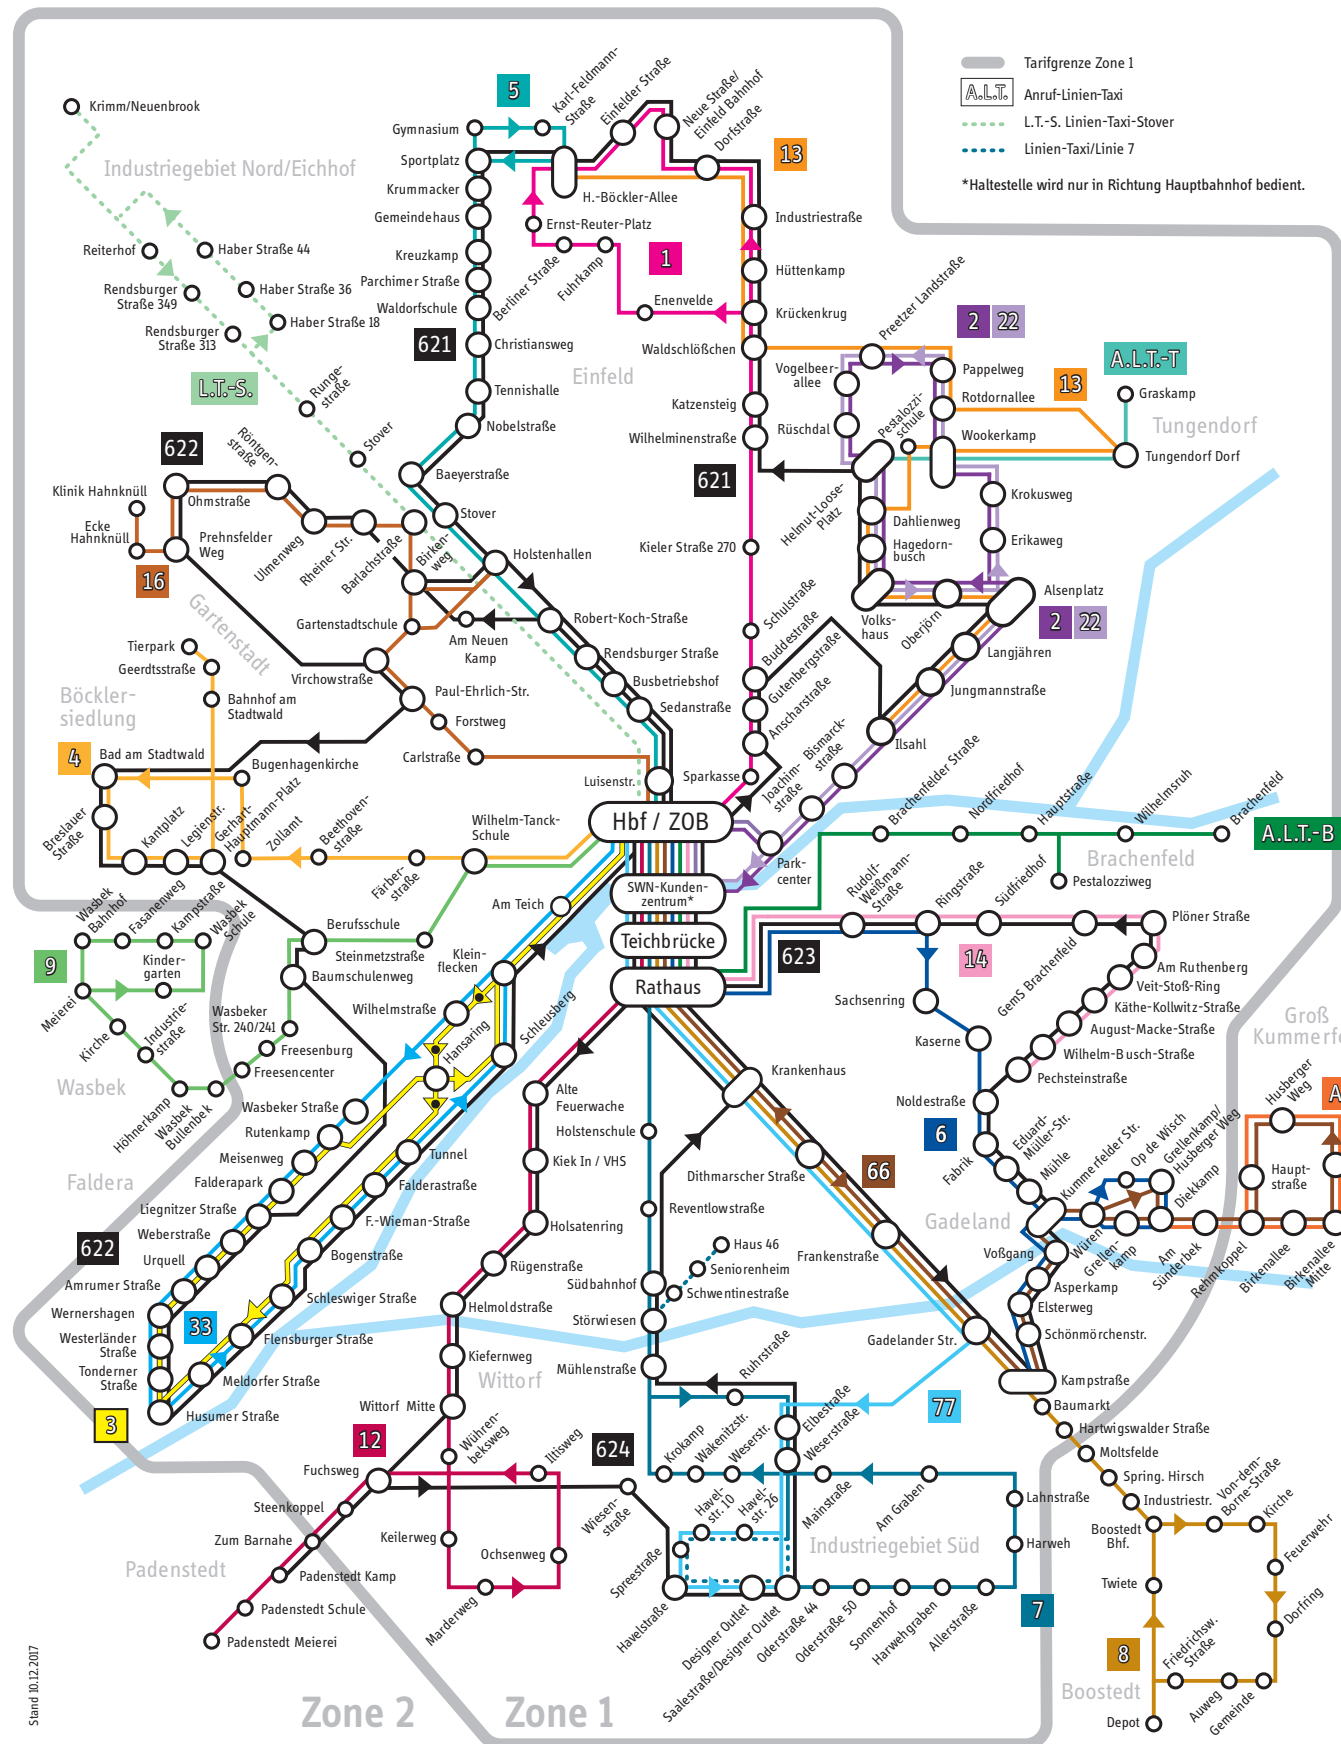 Tarifgrenze Zone 1
A.L.T. Anruf-Linien-Taxi
L.T.-S. Linien-Taxi-Stover
Linien-Taxi/Linie 7
*Haltestelle wird nur in Richtung Hauptbahnhof bedient.
Krimm/Neuenbrook
Industriegebiet Nord/Eichhof
Reiterhof
Haber Straße 44
Rendsburger
Straße 349
Haber Straße 36
Rendsburger
Straße 313
Haber Straße 18
L.T.-S.
Runge-
straße
Stover
5
Gymnasium
Karl-Feldmann-
Straße
Einfelder Straße
Neue Straße/
Einfeld Bahnhof
Dorfstraße
13
Sportplatz
Krummacker
H.-Böckler-Allee
Gemeindehaus
Ernst-Reuter-Platz
Industriestraße
Kreuzkamp
Berliner Straße
Fuhrkamp
1
Hüttenkamp
Parchimer Straße
Waldorfschule
Enenvelde
Krückenkrug
621
Christiansweg
Einfeld
Waldschlößchen
Tennishalle
Katzensteig
Nobelstraße
Wilhelminenstraße
Baeyerstraße
621
Stover
Kieler Straße 270
Preetzer Landstraße
2
22
Vogelbeer-
allee
Pappelweg
A.L.T.-T
13
Graskamp
Rotdornallee
Tungendorf
Rüschdal
Pestalozzi-
schule
Wookerkamp
Tungendorf Dorf
Helmut-Loose-
Platz
Krokusweg
Dahlienweg
Hagedorn-
busch
Erikaweg
Alsenplatz
Volks-
haus
Oberjörn
2
22
Langjähren
Jungmannstraße
Ilsahl
622
Röntgen-
straße
Klinik Hahnknüll
Ohmstraße
Ecke
Hahnknüll
Prehnsfelder
Weg
Ulmenweg
Rheiner Str.
Barlachstraße
Birken-
weg
Holstenhallen
16
Gartenstadt
Gartenstadtschule
Am Neuen
Kamp
Robert-Koch-Straße
Rendsburger Straße
Busbetriebshof
Sedanstraße
Tierpark
Geerdtsstraße
Böckler-
siedlung
Bahnhof am
Stadtwald
Virchowstraße
Paul-Ehrlich-Str.
Forstweg
Carlstraße
Luisenstr.
4
Bad am Stadtwald
Bugenhagenkirche
Schulstraße
Buddestraße
Gutenbergstraße
Anscharstraße
Sparkasse
Joachim-
straße
Bismarck-
straße
Breslauer
Straße
Kantplatz
Legienstr.
Gerhart-
Hauptmann-Platz
Zollamt
Beethoven-
straße
Färber-
straße
Wilhelm-Tanck-
Schule
Hbf / ZOB
Park-
center
SWN-Kunden-
zentrum*
Teichbrücke
Rathaus
Brachenfelder Straße
Nordfriedhof
Hauptstraße
Wilhelmsruh
Brachenfeld
A.L.T.-B
Brachenfeld
Pestalozziweg
Rudolf-
Weißmann-
Straße
Ringstraße
Südfriedhof
Plöner Straße
623
14
GemS Brachenfeld
Am Ruthenberg
Veit-Stoß-Ring
Käthe-Kollwitz-Straße
August-Macke-Straße
Wilhelm-Busch-Straße
Pechsteinstraße
Sachsenring
Kaserne
Noldestraße
6
Fabrik
Eduard-
Müller-Str.
Mühle
Kummerfelder Str.
Op de Wisch
Grellenkamp/
Husberger Weg
Diekkamp
Gadeland
Würen
Grellen-
kamp
Am
Sünderbek
Rehmkoppel
Birkenallee
Birkenallee
Mitte
Groß
Kummerfe
Husberger
Weg
A
Haupt-
straße
Voßgang
Asperkamp
Elsterweg
Schönmörchenstr.
Kampstraße
Wasbek
Bahnhof
Fasanenweg
Kampstraße
Wasbek
Schule
9
Kinder-
garten
Meierei
Kirche
Industrie-
straße
Wasbek
Höhnerkamp
Wasbek
Bullenbek
Berufsschule
Steinmetzstraße
Baumschulenweg
Wasbeker
Str. 240/241
Freesenburg
Freesencenter
Am Teich
Klein-
flecken
Wilhelmstraße
Hansaring
Schleusberg
Wasbeker Straße
Rutenkamp
Meisenweg
Tunnel
Faldera
Falderapark
Falderastraße
Liegnitzer Straße
F.-Wieman-Straße
622
Weberstraße
Urquell
Bogenstraße
Amrumer Straße
Wernershagen
33
Schleswiger Straße
Westerländer
Straße
Flensburger Straße
Tonderner
Straße
Meldorfer Straße
3
Husumer Straße
Alte
Feuerwache
Holstenschule
Kiek In / VHS
Holsatenring
Rügenstraße
Helmoldstraße
Kiefernweg
Wittorf
Wittorf Mitte
Krankenhaus
Dithmarscher Straße
66
Reventlowstraße
Frankenstraße
Haus 46
Seniorenheim
Schwentinestraße
Südbahnhof
Störwiesen
Gadelander Str.
Mühlenstraße
Ruhrstraße
77
12
Fuchsweg
Wühren-
beksweg
Iltisweg
624
Steenkoppel
Wiesen-
straße
Zum Barnahe
Keilerweg
Ochsenweg
Padenstedt
Padenstedt Kamp
Marderweg
Padenstedt Schule
Padenstedt Meierei
Krokamp
Wakenitzstr.
Weserstr.
Elbestraße
Weserstraße
Havel-
str. 10
Havel-
str. 26
Mainstraße
Am Graben
Lahnstraße
Industriegebiet Süd
Harweh
Spreestraße
Havelstraße
Designer Outlet
Saalestraße/Designer Outlet
Oderstraße 44
Oderstraße 50
Sonnenhof
Harwehgraben
Allerstraße
7
Baumarkt
Hartwigswalder Straße
Moltsfelde
Spring. Hirsch
Industriestr.
Von-dem-
Borne-Straße
Kirche
Boostedt
Bhf.
Feuerwehr
Twiete
Dorfring
8
Friedrichsw.
Straße
Boostedt
Auweg
Gemeinde
Depot
Zone 2
Zone 1
Stand 10.12.2017